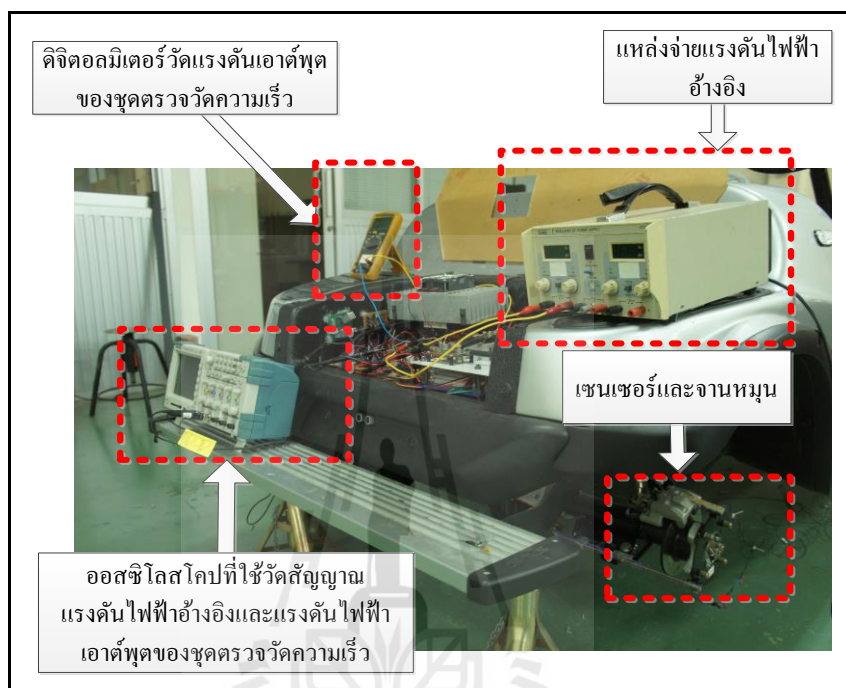 ดิจิตอลมิเตอร์วัดแรงดันเอาต์พุต
ของชุดตรวจวัดความเร็ว
แหล่งจ่ายแรงดันไฟฟ้า
อ้างอิง
เซนเซอร์และจานหมุน
ออสซิโลสโคปที่ใช้วัดสัญญาณ
แรงดันไฟฟ้าอ้างอิงและแรงดันไฟฟ้า
เอาต์พุตของชุดตรวจวัดความเร็ว